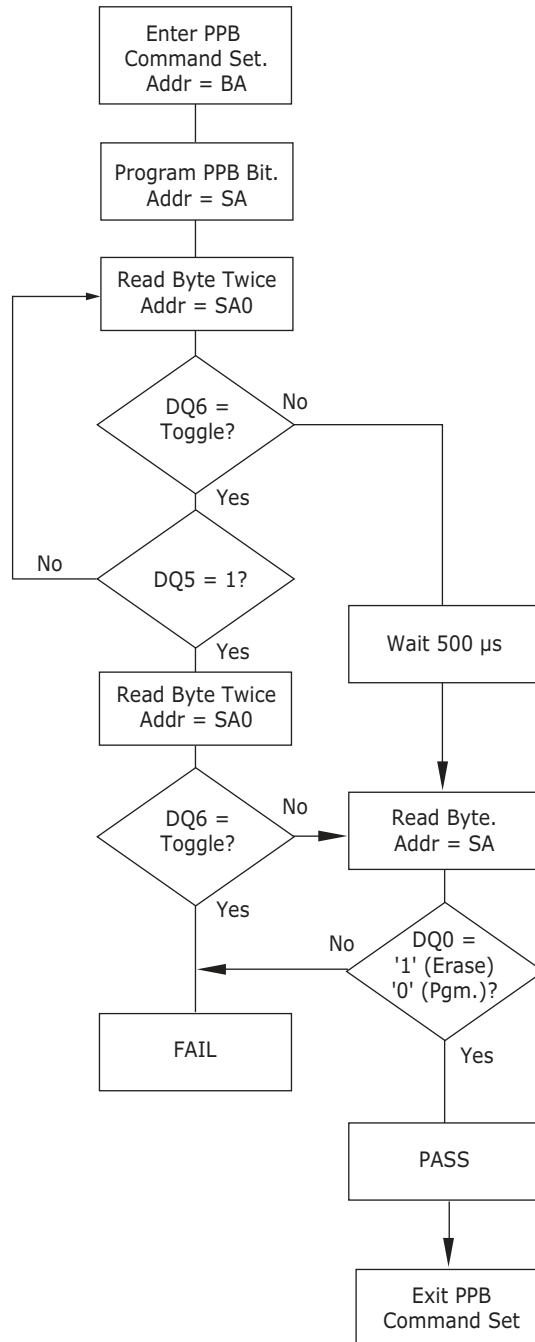 Enter PPB
Command Set.
Addr = BA
Program PPB Bit.
Addr = SA
Read Byte Twice
Addr = SA0
DQ6 =
Toggle?
No
Yes
No
DQ5 = 1?
Yes
Wait 500 µs
Read Byte Twice
Addr = SA0
DQ6 =
Toggle?
No
Yes
Read Byte.
Addr = SA
No
DQ0 =
'1' (Erase)
'0' (Pgm.)?
Yes
FAIL
PASS
Exit PPB
Command Set